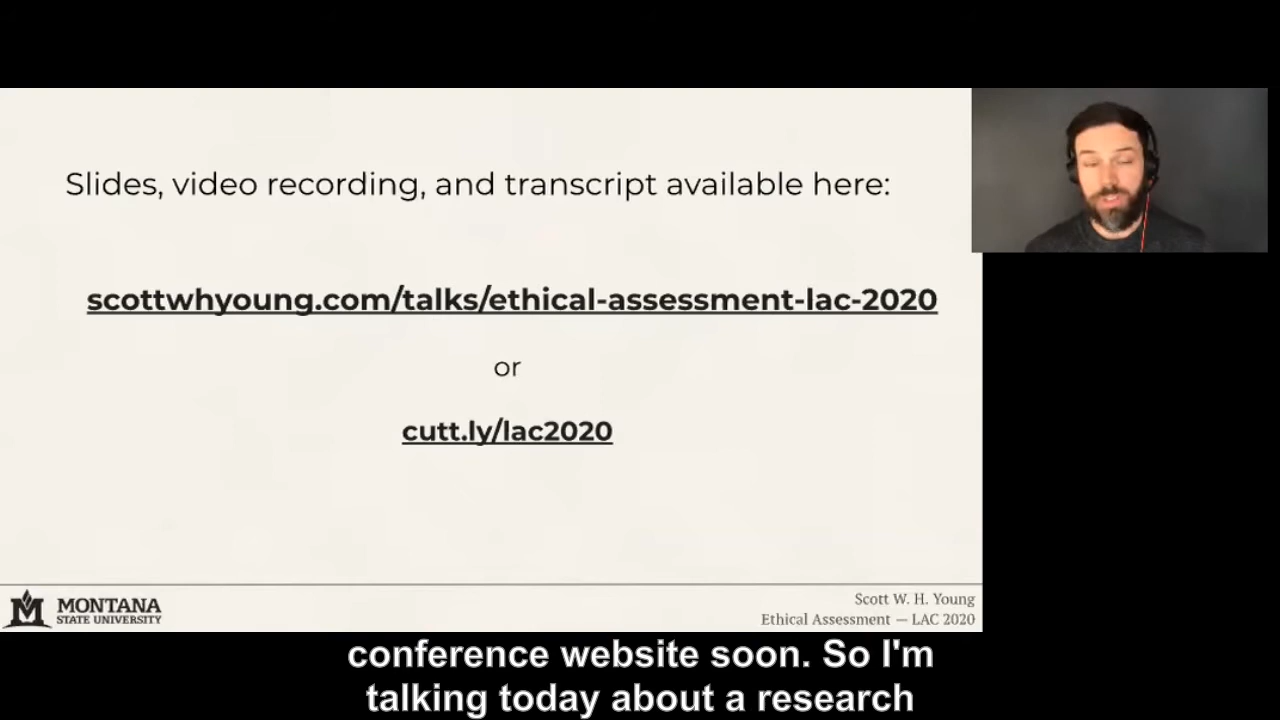 Slides, video recording, and transcript available here:
scottwhyoung.com/talks/ethical-assessment-lac-2020
or
cutt.ly/lac2020
MONTANA
STATE UNIVERSITY
Scott W. H. Young
Ethical Assessment — LAC 2020
conference website soon. So I'm
talking today about a research